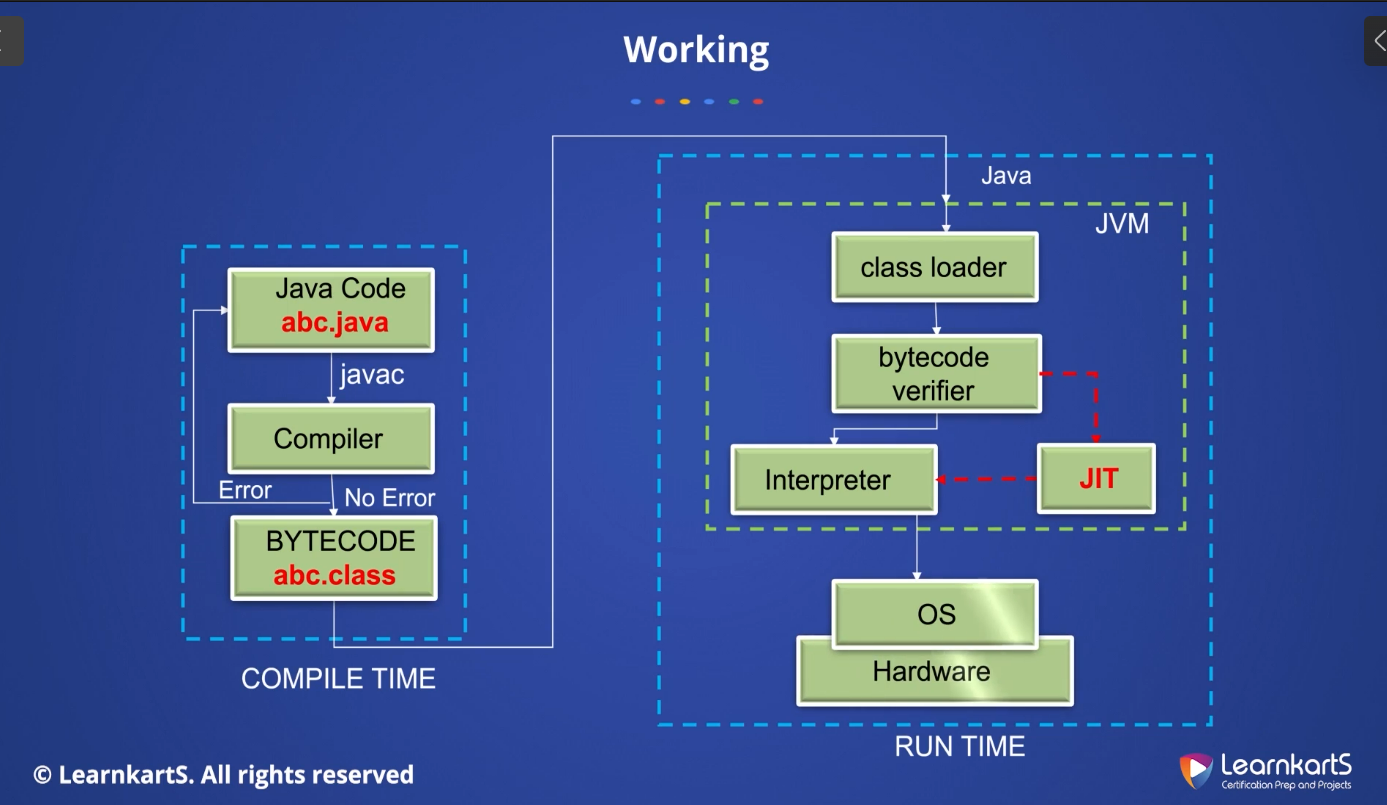 Working
Java Code
abc.java
javac
Compiler
Error
No Error
BYTECODE
abc.class
COMPILE TIME
Java
JVM
class loader
bytecode
verifier
Interpreter
JIT
OS
Hardware
RUN TIME
© LearnkartS. All rights reserved
LearnkartS
Certification Prep and Projects